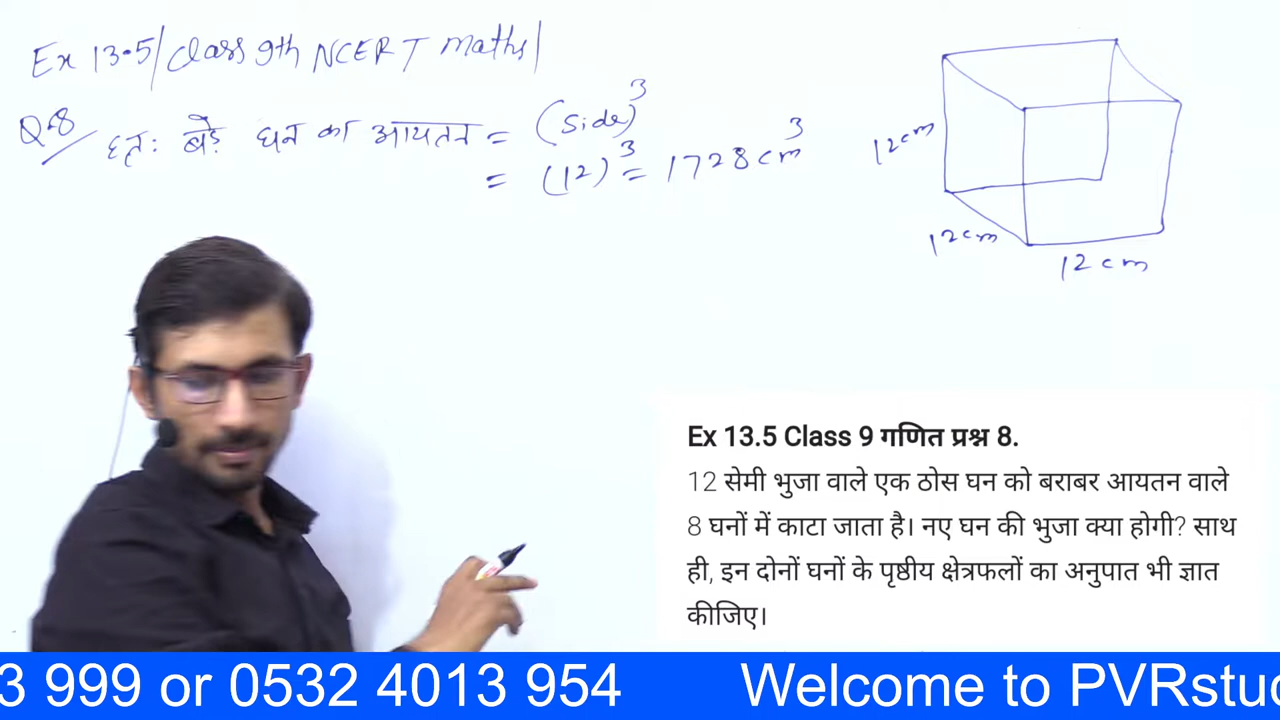 Ex 13.5/Class 9th NCERT Maths/
Q.8 हल: बड़े घन का आयतन = (Side)³
= (12)³ = 1728 cm³
12cm
12cm
12cm
Ex 13.5 Class 9 गणित प्रश्न 8.
12 सेमी भुजा वाले एक ठोस घन को बराबर आयतन वाले
8 घनों में काटा जाता है। नए घन की भुजा क्या होगी? साथ
ही, इन दोनों घनों के पृष्ठीय क्षेत्रफलों का अनुपात भी ज्ञात
कीजिए।
3 999 or 0532 4013 954 Welcome to PVRstu